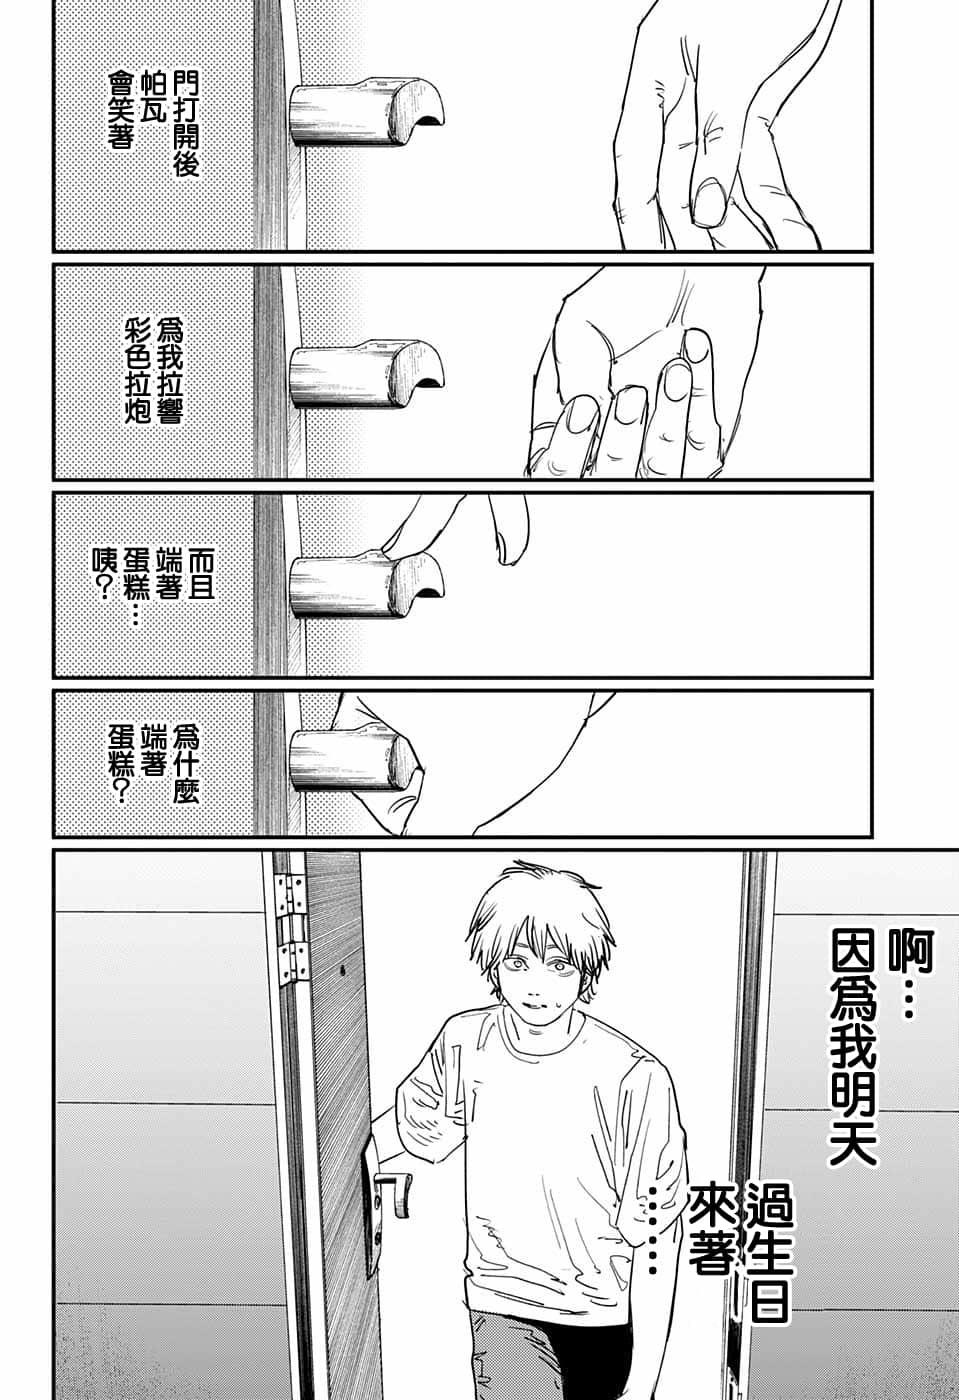 門打開後
帕瓦
會笑著
爲我拉響
彩色拉炮
而且
端著
蛋糕…
咦？
爲什麼
端著
蛋糕？
啊…
因爲我明天
過生日
來著
……